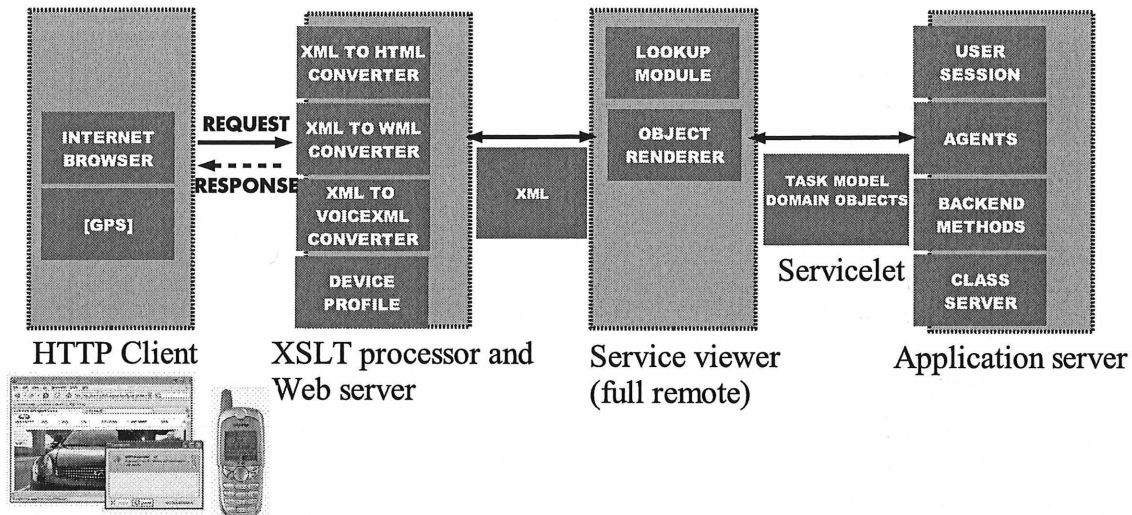 INTERNET
BROWSER
[GPS]
HTTP Client
REQUEST
RESPONSE
XML TO HTML
CONVERTER
XML TO WML
CONVERTER
XML TO
VOICEXML
CONVERTER
DEVICE
PROFILE
XSLT processor and
Web server
XML
LOOKUP
MODULE
OBJECT
RENDERER
Service viewer
(full remote)
TASK MODEL
DOMAIN OBJECTS
Servicelet
USER
SESSION
AGENTS
BACKEND
METHODS
CLASS
SERVER
Application server